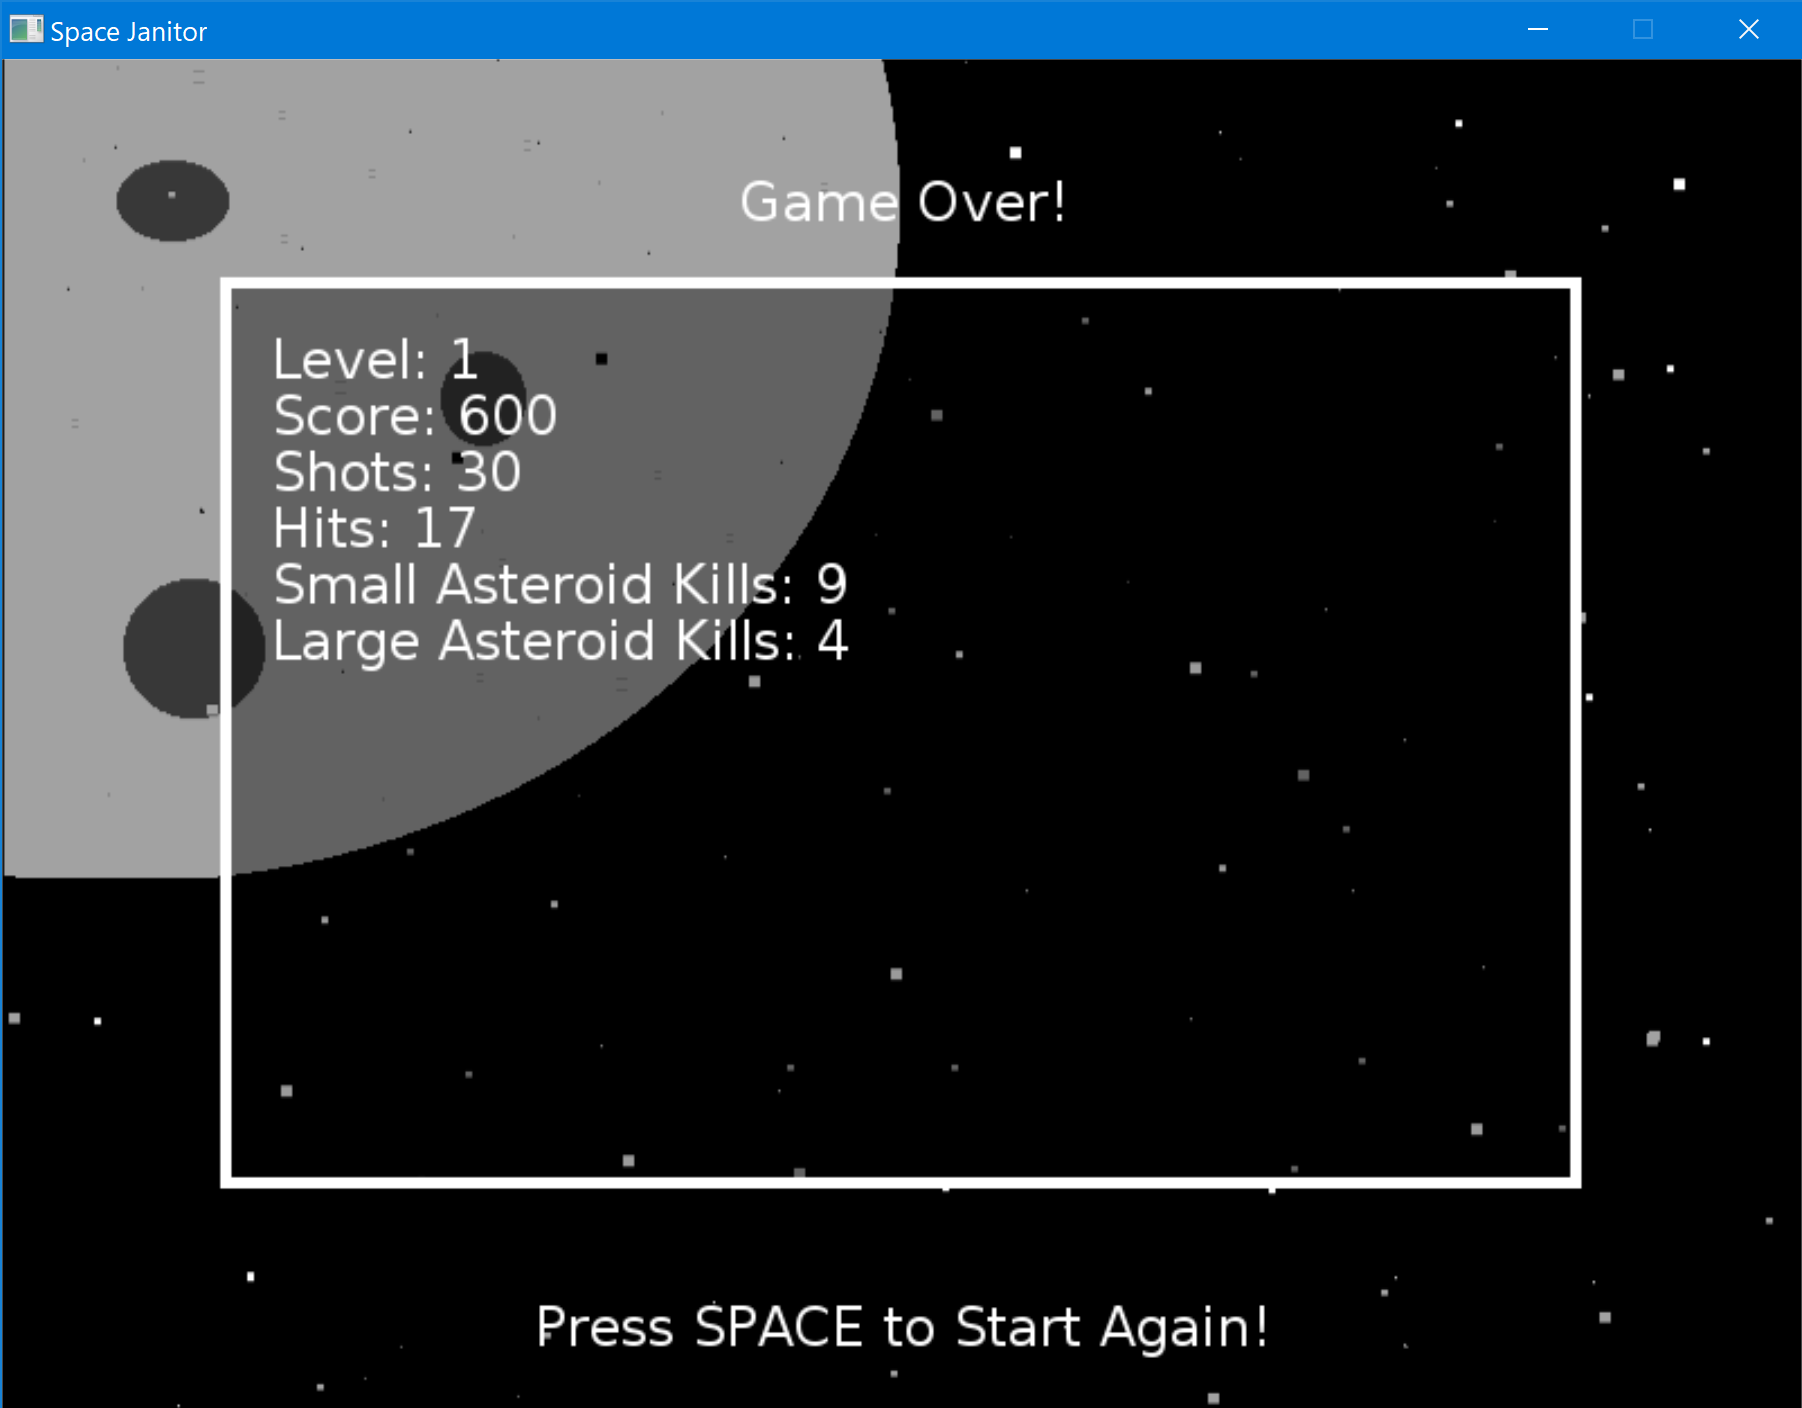 Space Janitor
Game Over!
Level: 1
Score: 600
Shots: 30
Hits: 17
Small Asteroid Kills: 9
Large Asteroid Kills: 4
Press SPACE to Start Again!